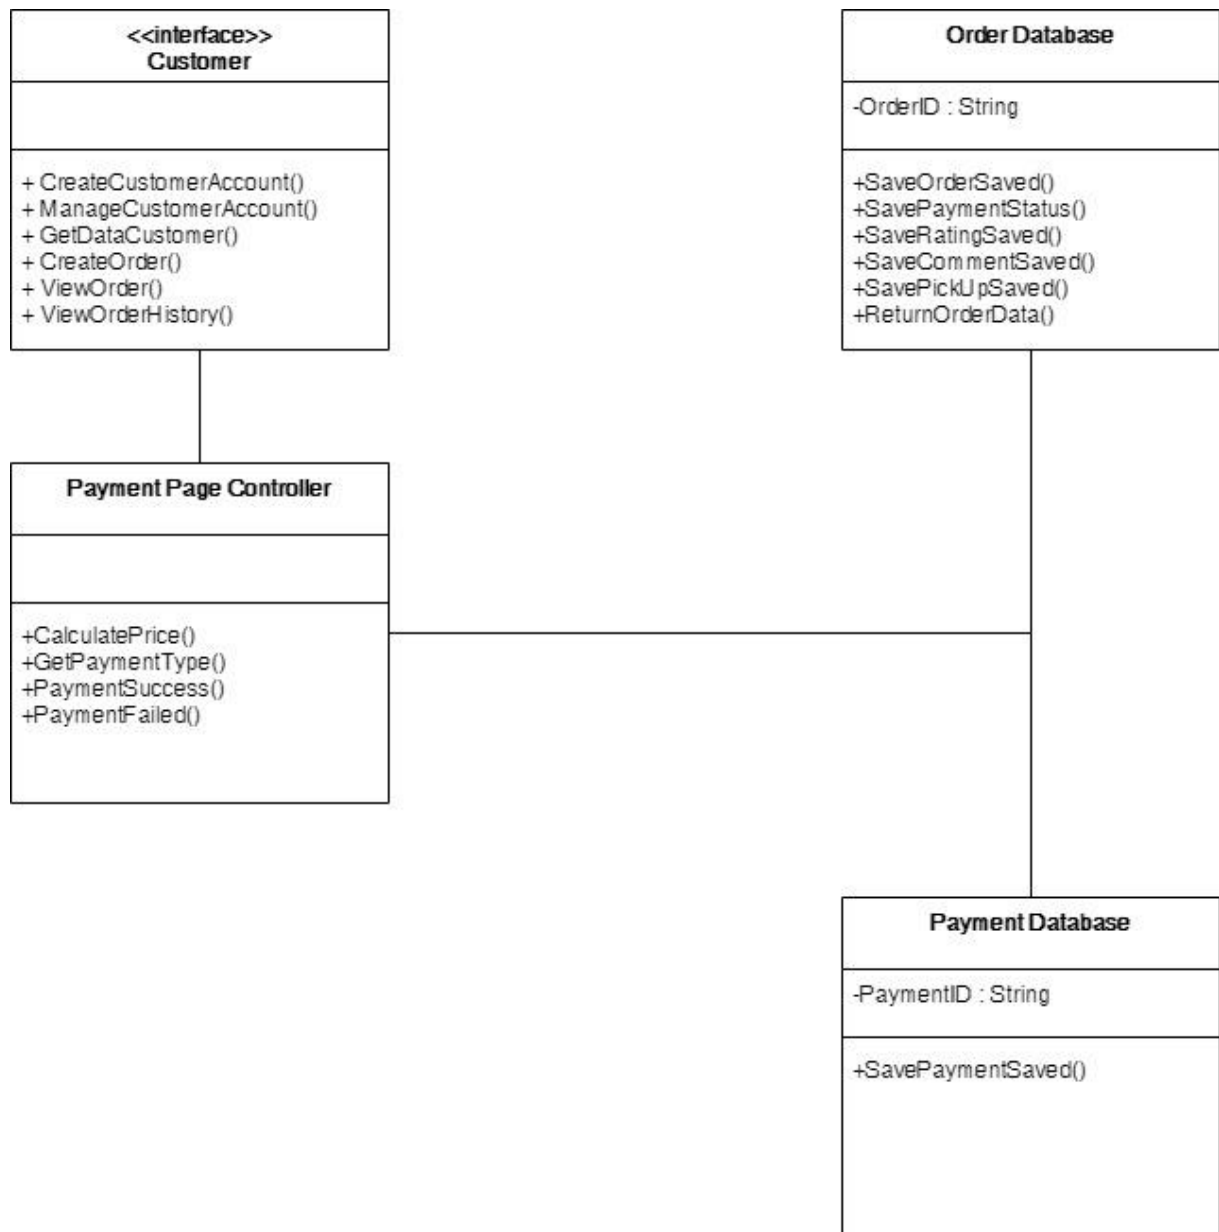 <<interface>>
Customer
+ CreateCustomerAccount()
+ ManageCustomerAccount()
+ GetDataCustomer()
+ CreateOrder()
+ ViewOrder()
+ ViewOrderHistory()
Order Database
-OrderID : String
+SaveOrderSaved()
+SavePaymentStatus()
+SaveRatingSaved()
+SaveCommentSaved()
+SavePickUpSaved()
+ReturnOrderData()
Payment Page Controller
+CalculatePrice()
+GetPaymentType()
+PaymentSuccess()
+PaymentFailed()
Payment Database
-PaymentID : String
+SavePaymentSaved()